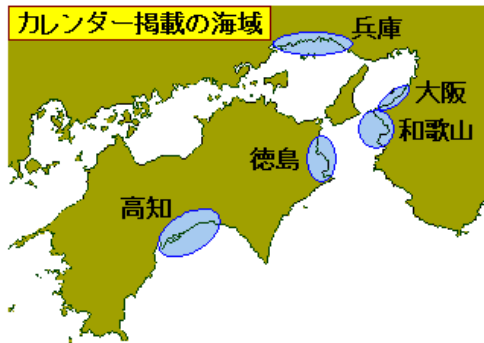 カレンダー掲載の海域
兵庫
大阪
和歌山
徳島
高知